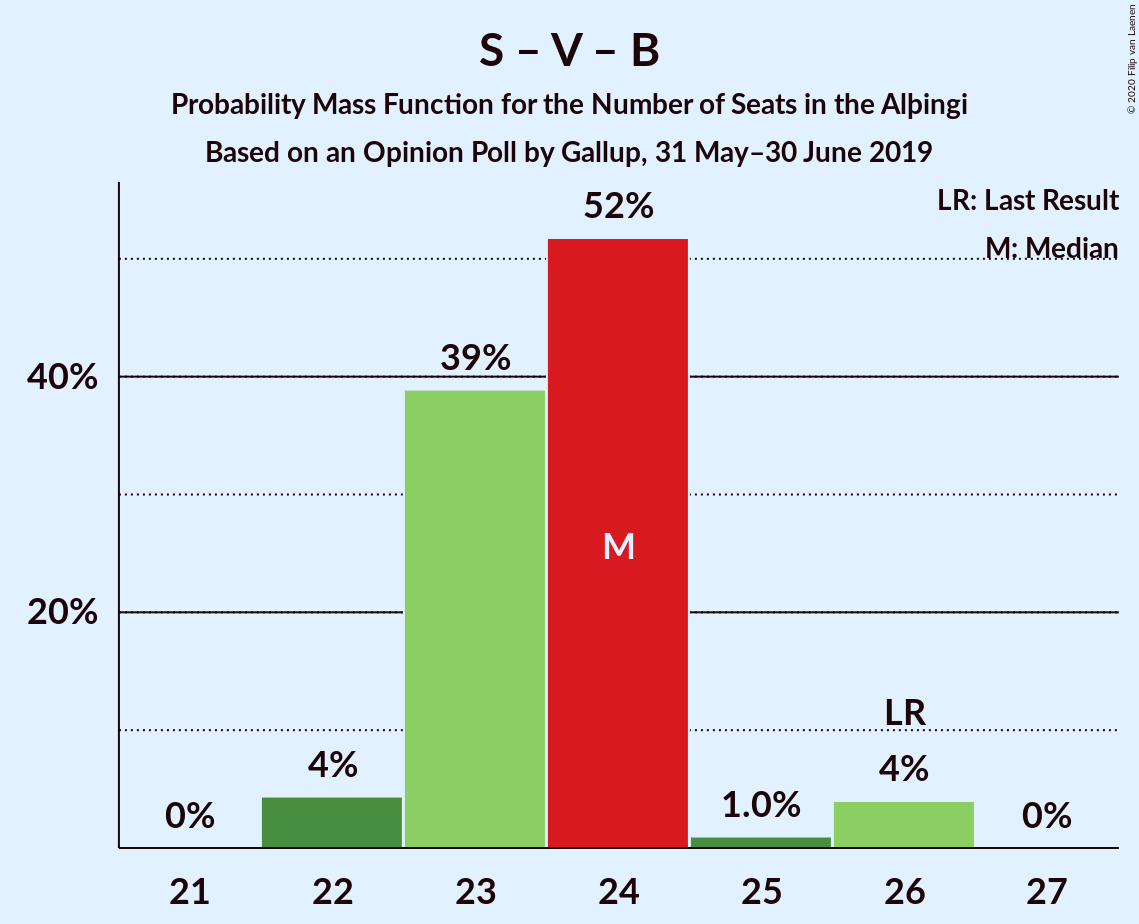 S – V – B
Probability Mass Function for the Number of Seats in the Alþingi
Based on an Opinion Poll by Gallup, 31 May–30 June 2019
© 2020 Filip van Laenen
LR: Last Result
M: Median
52%
39%
40%
M
20%
LR
4%
4%
1.0%
0%
0%
21 22 23 24 25 26 27